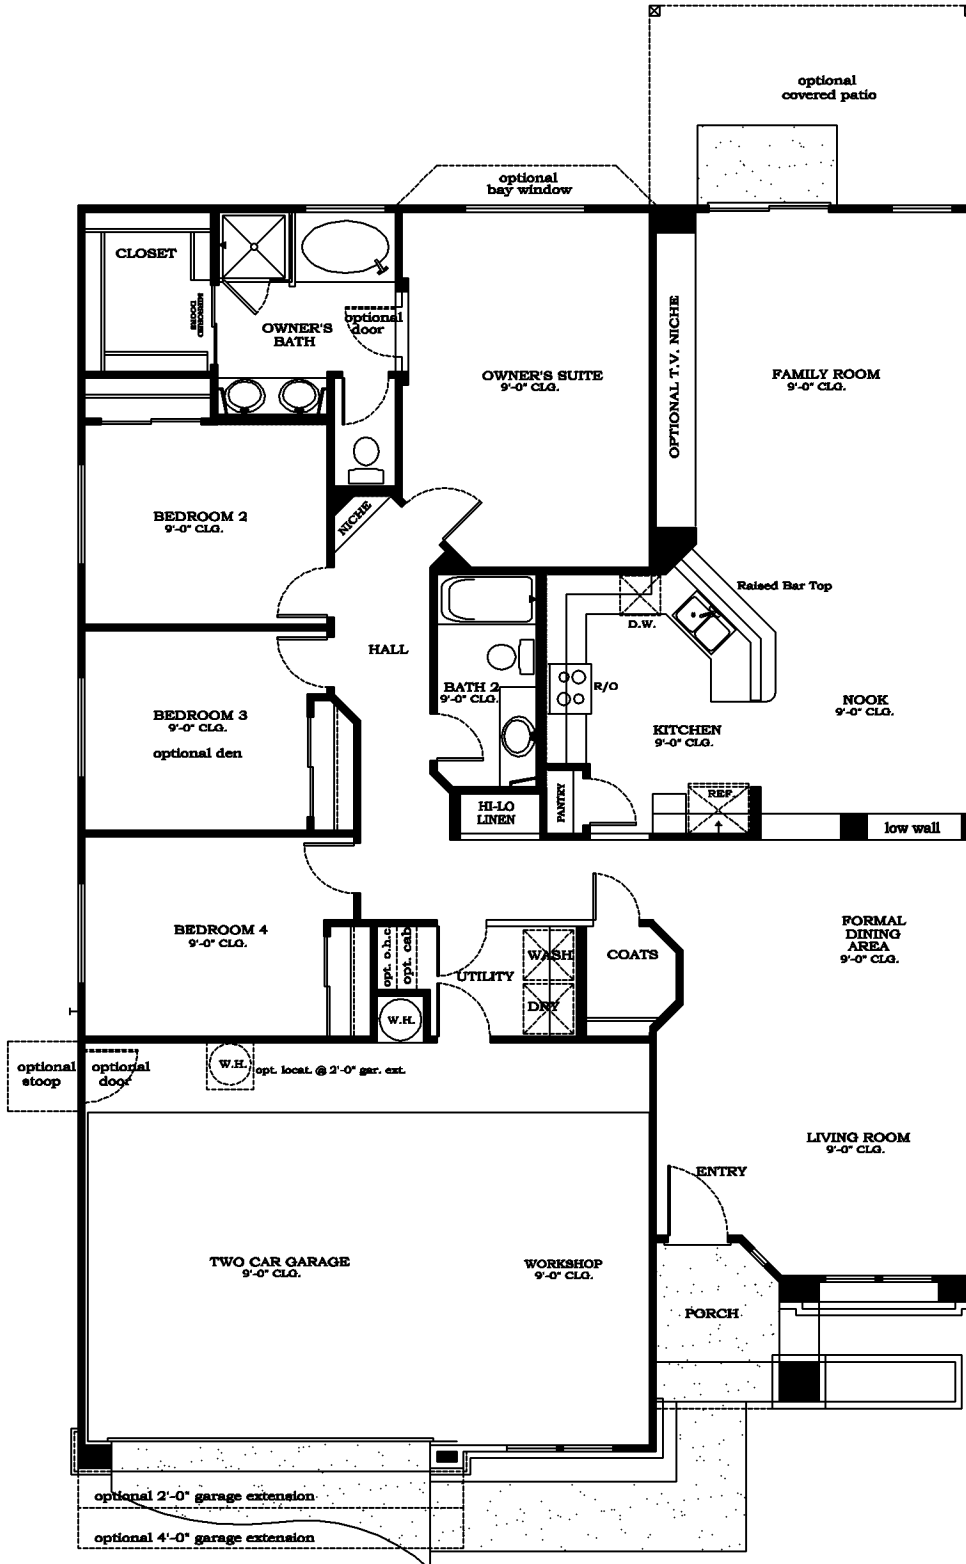 optional
covered patio
optional
bay window
CLOSET
MIRRORED
DOORS
OWNER'S
BATH
optional
door
OWNER'S SUITE
9'-0" CLG.
OPTIONAL T.V. NICHE
FAMILY ROOM
9'-0" CLG.
BEDROOM 2
9'-0" CLG.
NICHE
Raised Bar Top
D.W.
HALL
BATH 2
9'-0" CLG.
R/O
BEDROOM 3
9'-0" CLG.
optional den
KITCHEN
9'-0" CLG.
NOOK
9'-0" CLG.
HI-LO
LINEN
PANTRY
REF.
low wall
BEDROOM 4
9'-0" CLG.
opt. o.h.c.
opt. cab.
UTILITY
WASH
DRY
COATS
FORMAL
DINING
AREA
9'-0" CLG.
W.H.
optional
stoop
optional
door
W.H.
opt. locat. @ 2'-0" gar. ext.
LIVING ROOM
9'-0" CLG.
ENTRY
TWO CAR GARAGE
9'-0" CLG.
WORKSHOP
9'-0" CLG.
PORCH
optional 2'-0" garage extension
optional 4'-0" garage extension